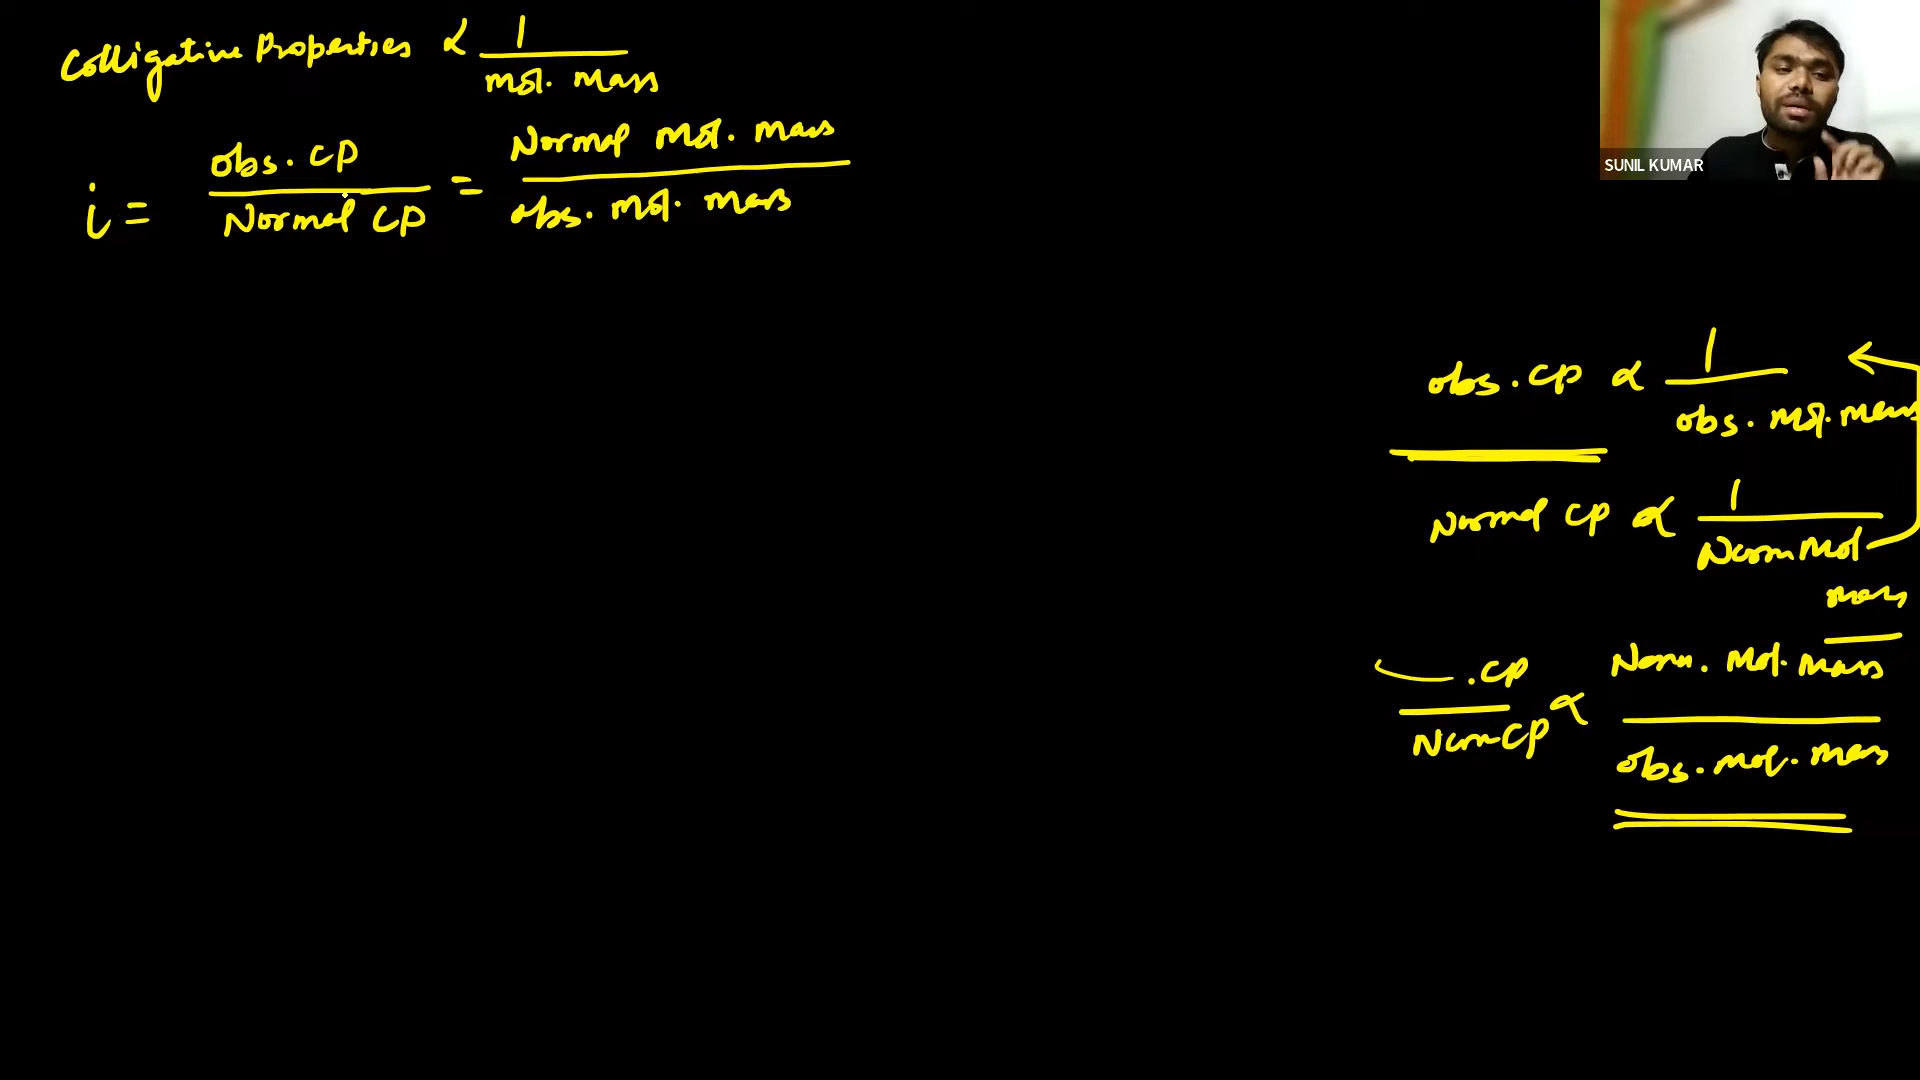 Colligative Properties ∝ 1 / mol. mass
i = obs. CP / Normal CP = Normal mol. mass / obs. mol. mass
SUNIL KUMAR
obs. CP ∝ 1 / obs. mol. mass
Normal CP ∝ 1 / Norm Mol mass
. CP / Norm CP ∝ Norm. Mol. Mass / obs. mol. mass